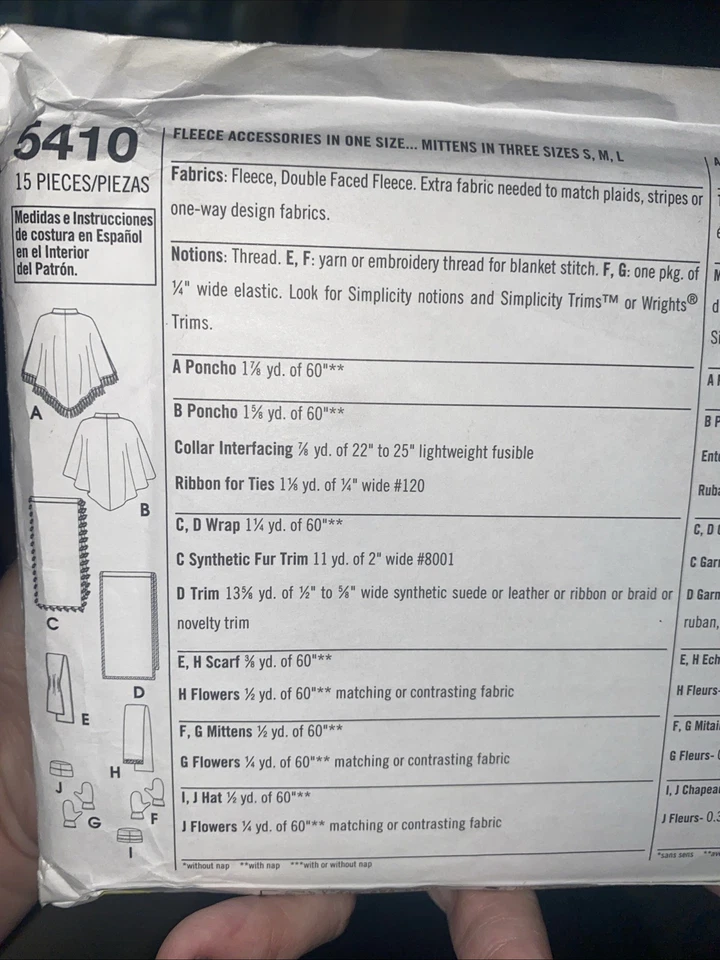 5410
15 PIECES/PIEZAS
Medidas e Instrucciones
de costura en Español
en el Interior
del Patrón.
A
B
C
D
E
H
J
G
F
I
FLEECE ACCESSORIES IN ONE SIZE... MITTENS IN THREE SIZES S, M, L
Fabrics: Fleece, Double Faced Fleece. Extra fabric needed to match plaids, stripes or
one-way design fabrics.
Notions: Thread. E, F: yarn or embroidery thread for blanket stitch. F, G: one pkg. of
¼" wide elastic. Look for Simplicity notions and Simplicity Trims™ or Wrights®
Trims.
A Poncho 1⅞ yd. of 60"**
B Poncho 1⅝ yd. of 60"**
Collar Interfacing ⅞ yd. of 22" to 25" lightweight fusible
Ribbon for Ties 1⅛ yd. of ¼" wide #120
C, D Wrap 1¼ yd. of 60"**
C Synthetic Fur Trim 11 yd. of 2" wide #8001
D Trim 13⅝ yd. of ½" to ⅝" wide synthetic suede or leather or ribbon or braid or
novelty trim
E, H Scarf ⅜ yd. of 60"**
H Flowers ½ yd. of 60"** matching or contrasting fabric
F, G Mittens ½ yd. of 60"**
G Flowers ¼ yd. of 60"** matching or contrasting fabric
I, J Hat ½ yd. of 60"**
J Flowers ¼ yd. of 60"** matching or contrasting fabric
*without nap **with nap ***with or without nap
A
B P
Ruba
C, D
C Garn
D Garn
ruban,
E, H Ech
H Fleurs-
F, G Mitai
G Fleurs-
I, J Chapeau
J Fleurs- 0.3
*sans sens